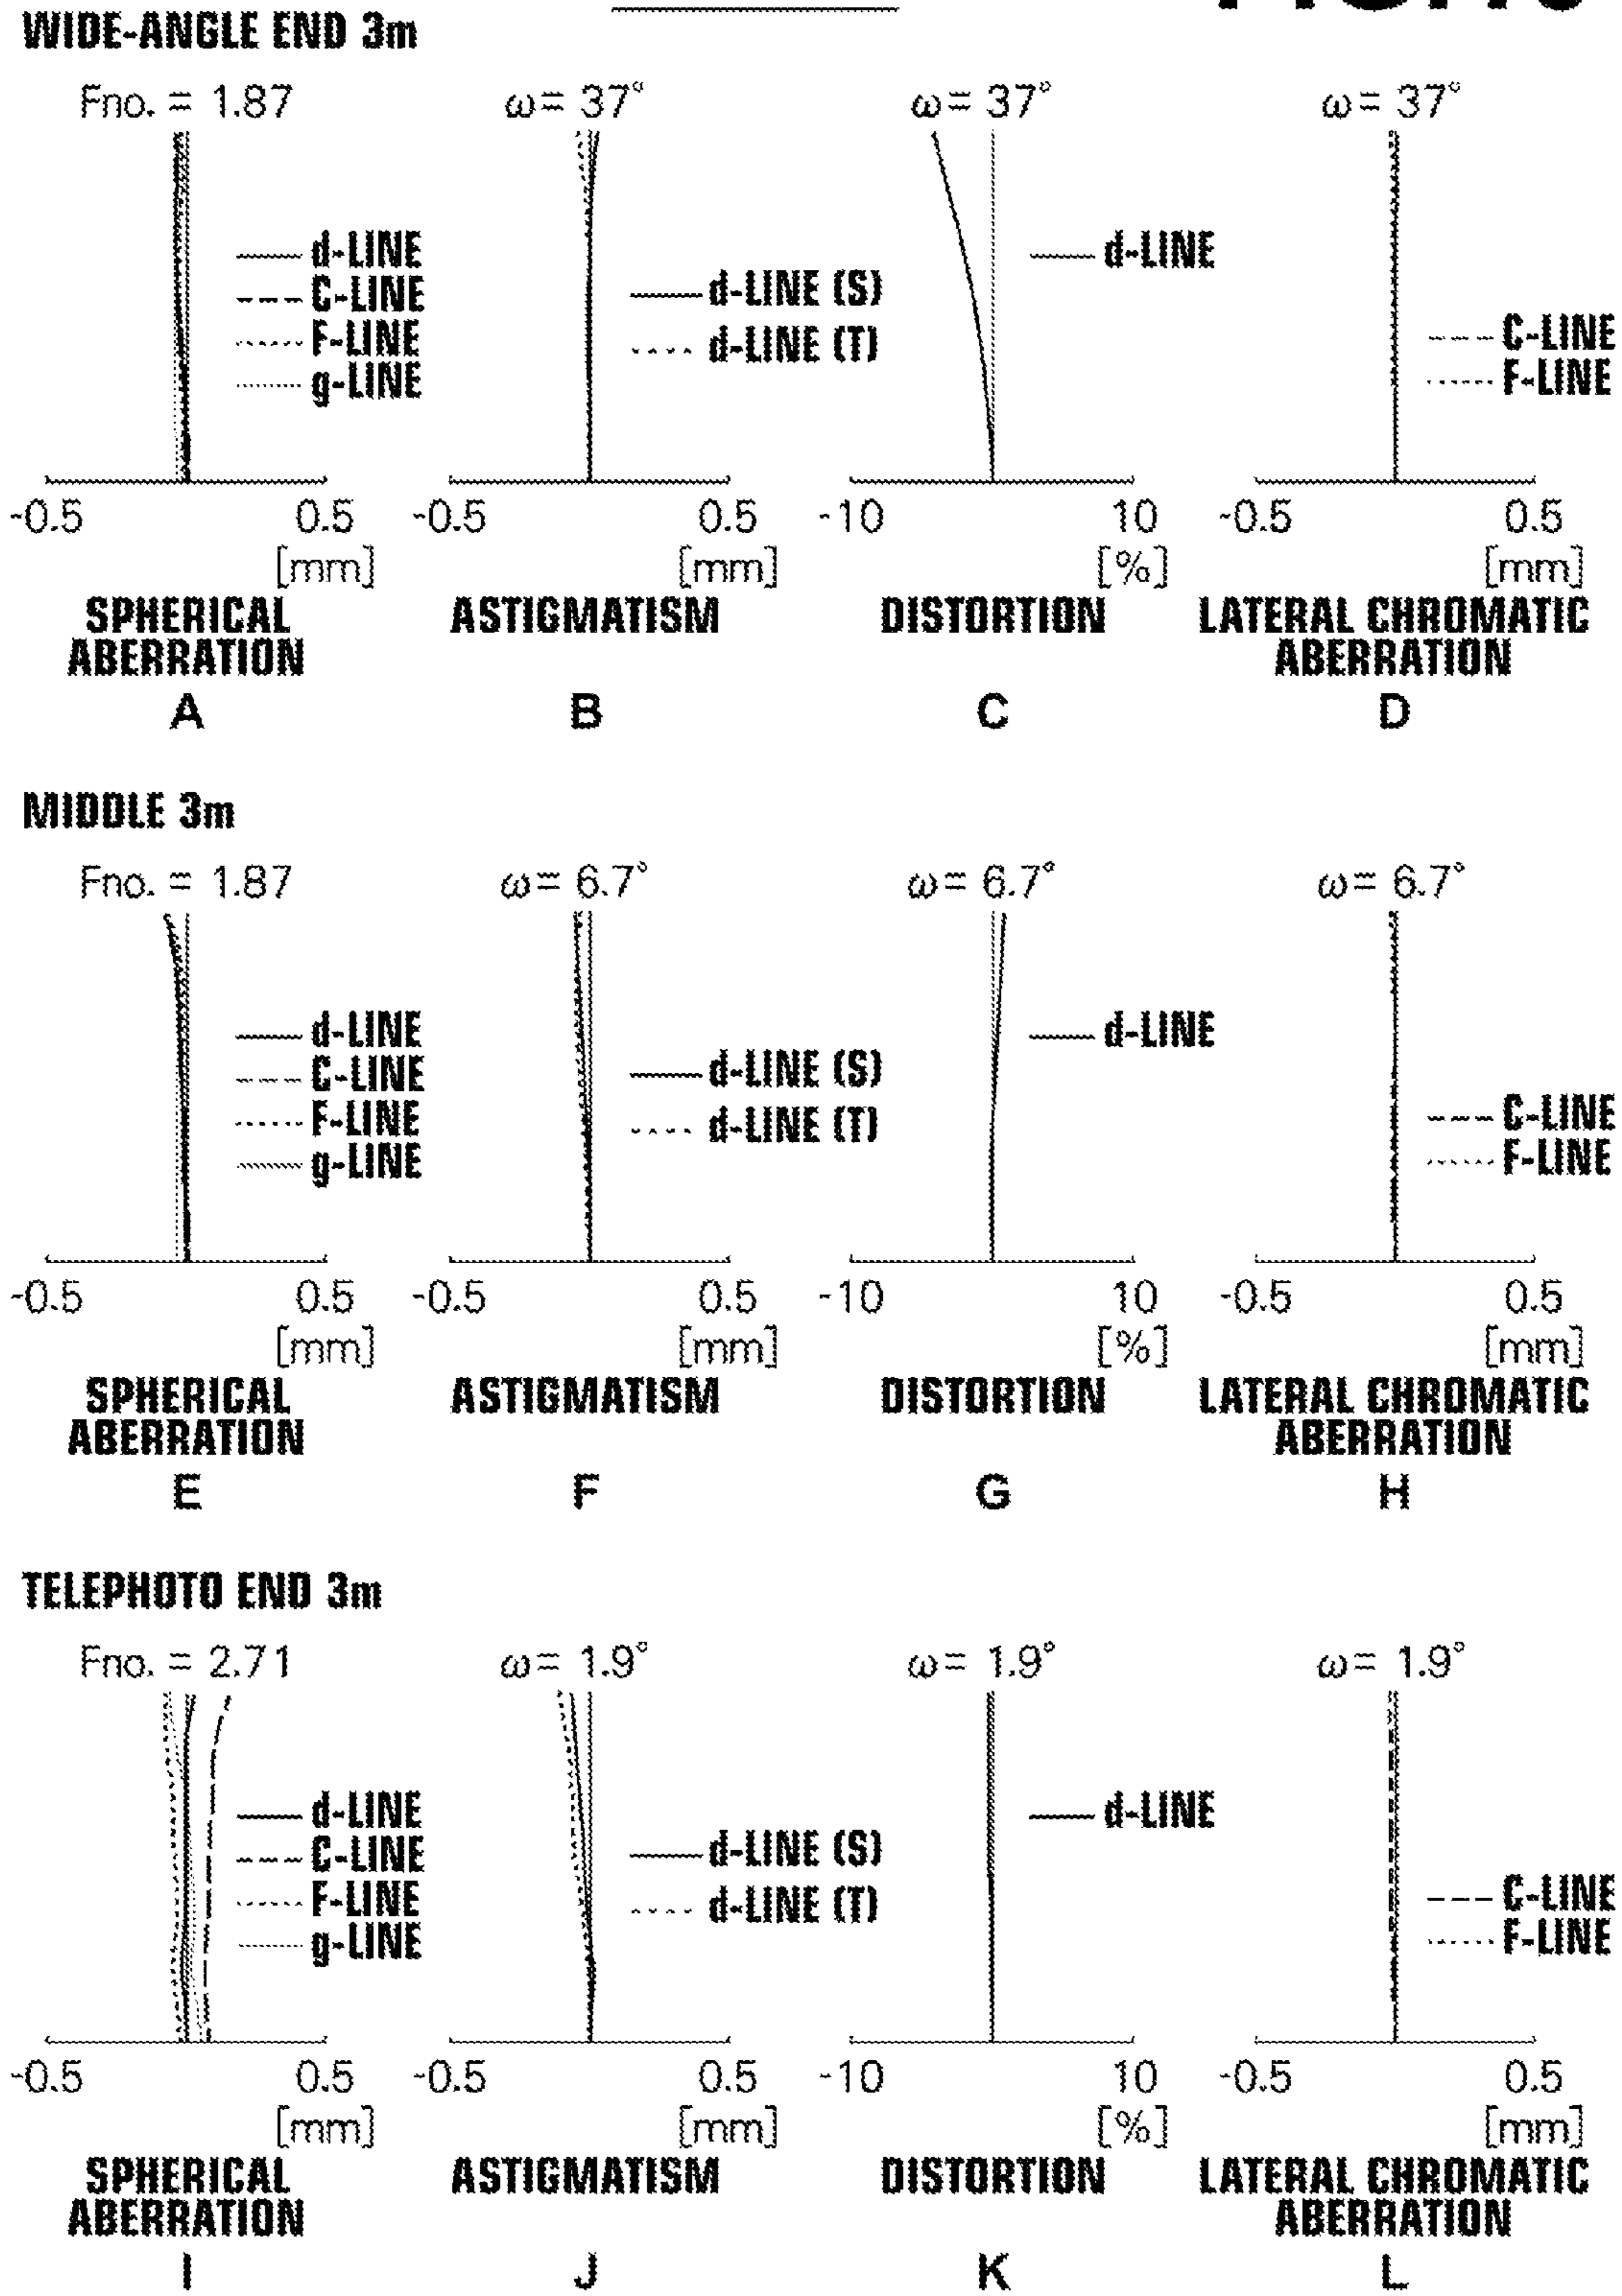 WIDE-ANGLE END 3m
Fno. = 1.87
ω = 37°
ω = 37°
ω = 37°
d-LINE
C-LINE
F-LINE
g-LINE
d-LINE (S)
d-LINE (T)
d-LINE
C-LINE
F-LINE
-0.5 0.5
[mm]
-0.5 0.5
[mm]
-10 10
[%]
-0.5 0.5
[mm]
SPHERICAL
ABERRATION
ASTIGMATISM
DISTORTION
LATERAL CHROMATIC
ABERRATION
A
B
C
D
MIDDLE 3m
Fno. = 1.87
ω = 6.7°
ω = 6.7°
ω = 6.7°
d-LINE
C-LINE
F-LINE
g-LINE
d-LINE (S)
d-LINE (T)
d-LINE
C-LINE
F-LINE
-0.5 0.5
[mm]
-0.5 0.5
[mm]
-10 10
[%]
-0.5 0.5
[mm]
SPHERICAL
ABERRATION
ASTIGMATISM
DISTORTION
LATERAL CHROMATIC
ABERRATION
E
F
G
H
TELEPHOTO END 3m
Fno. = 2.71
ω = 1.9°
ω = 1.9°
ω = 1.9°
d-LINE
C-LINE
F-LINE
g-LINE
d-LINE (S)
d-LINE (T)
d-LINE
C-LINE
F-LINE
-0.5 0.5
[mm]
-0.5 0.5
[mm]
-10 10
[%]
-0.5 0.5
[mm]
SPHERICAL
ABERRATION
ASTIGMATISM
DISTORTION
LATERAL CHROMATIC
ABERRATION
I
J
K
L